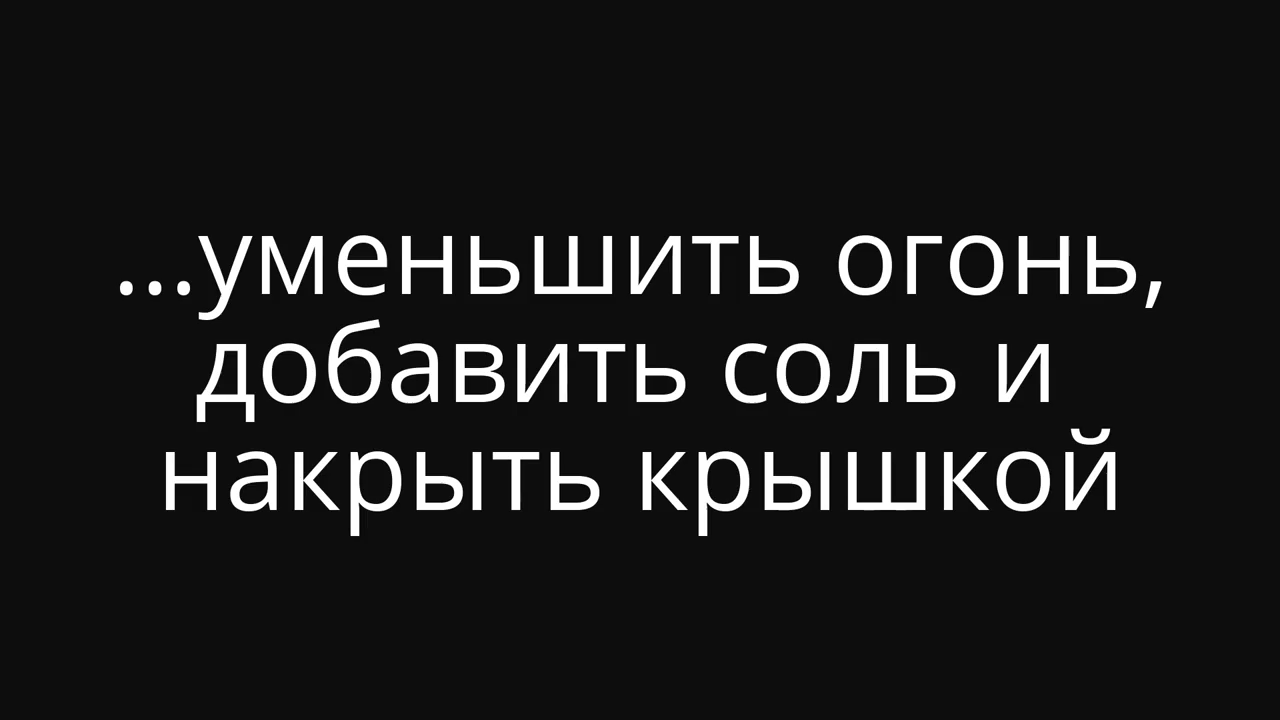 ...уменьшить огонь,
добавить соль и
накрыть крышкой